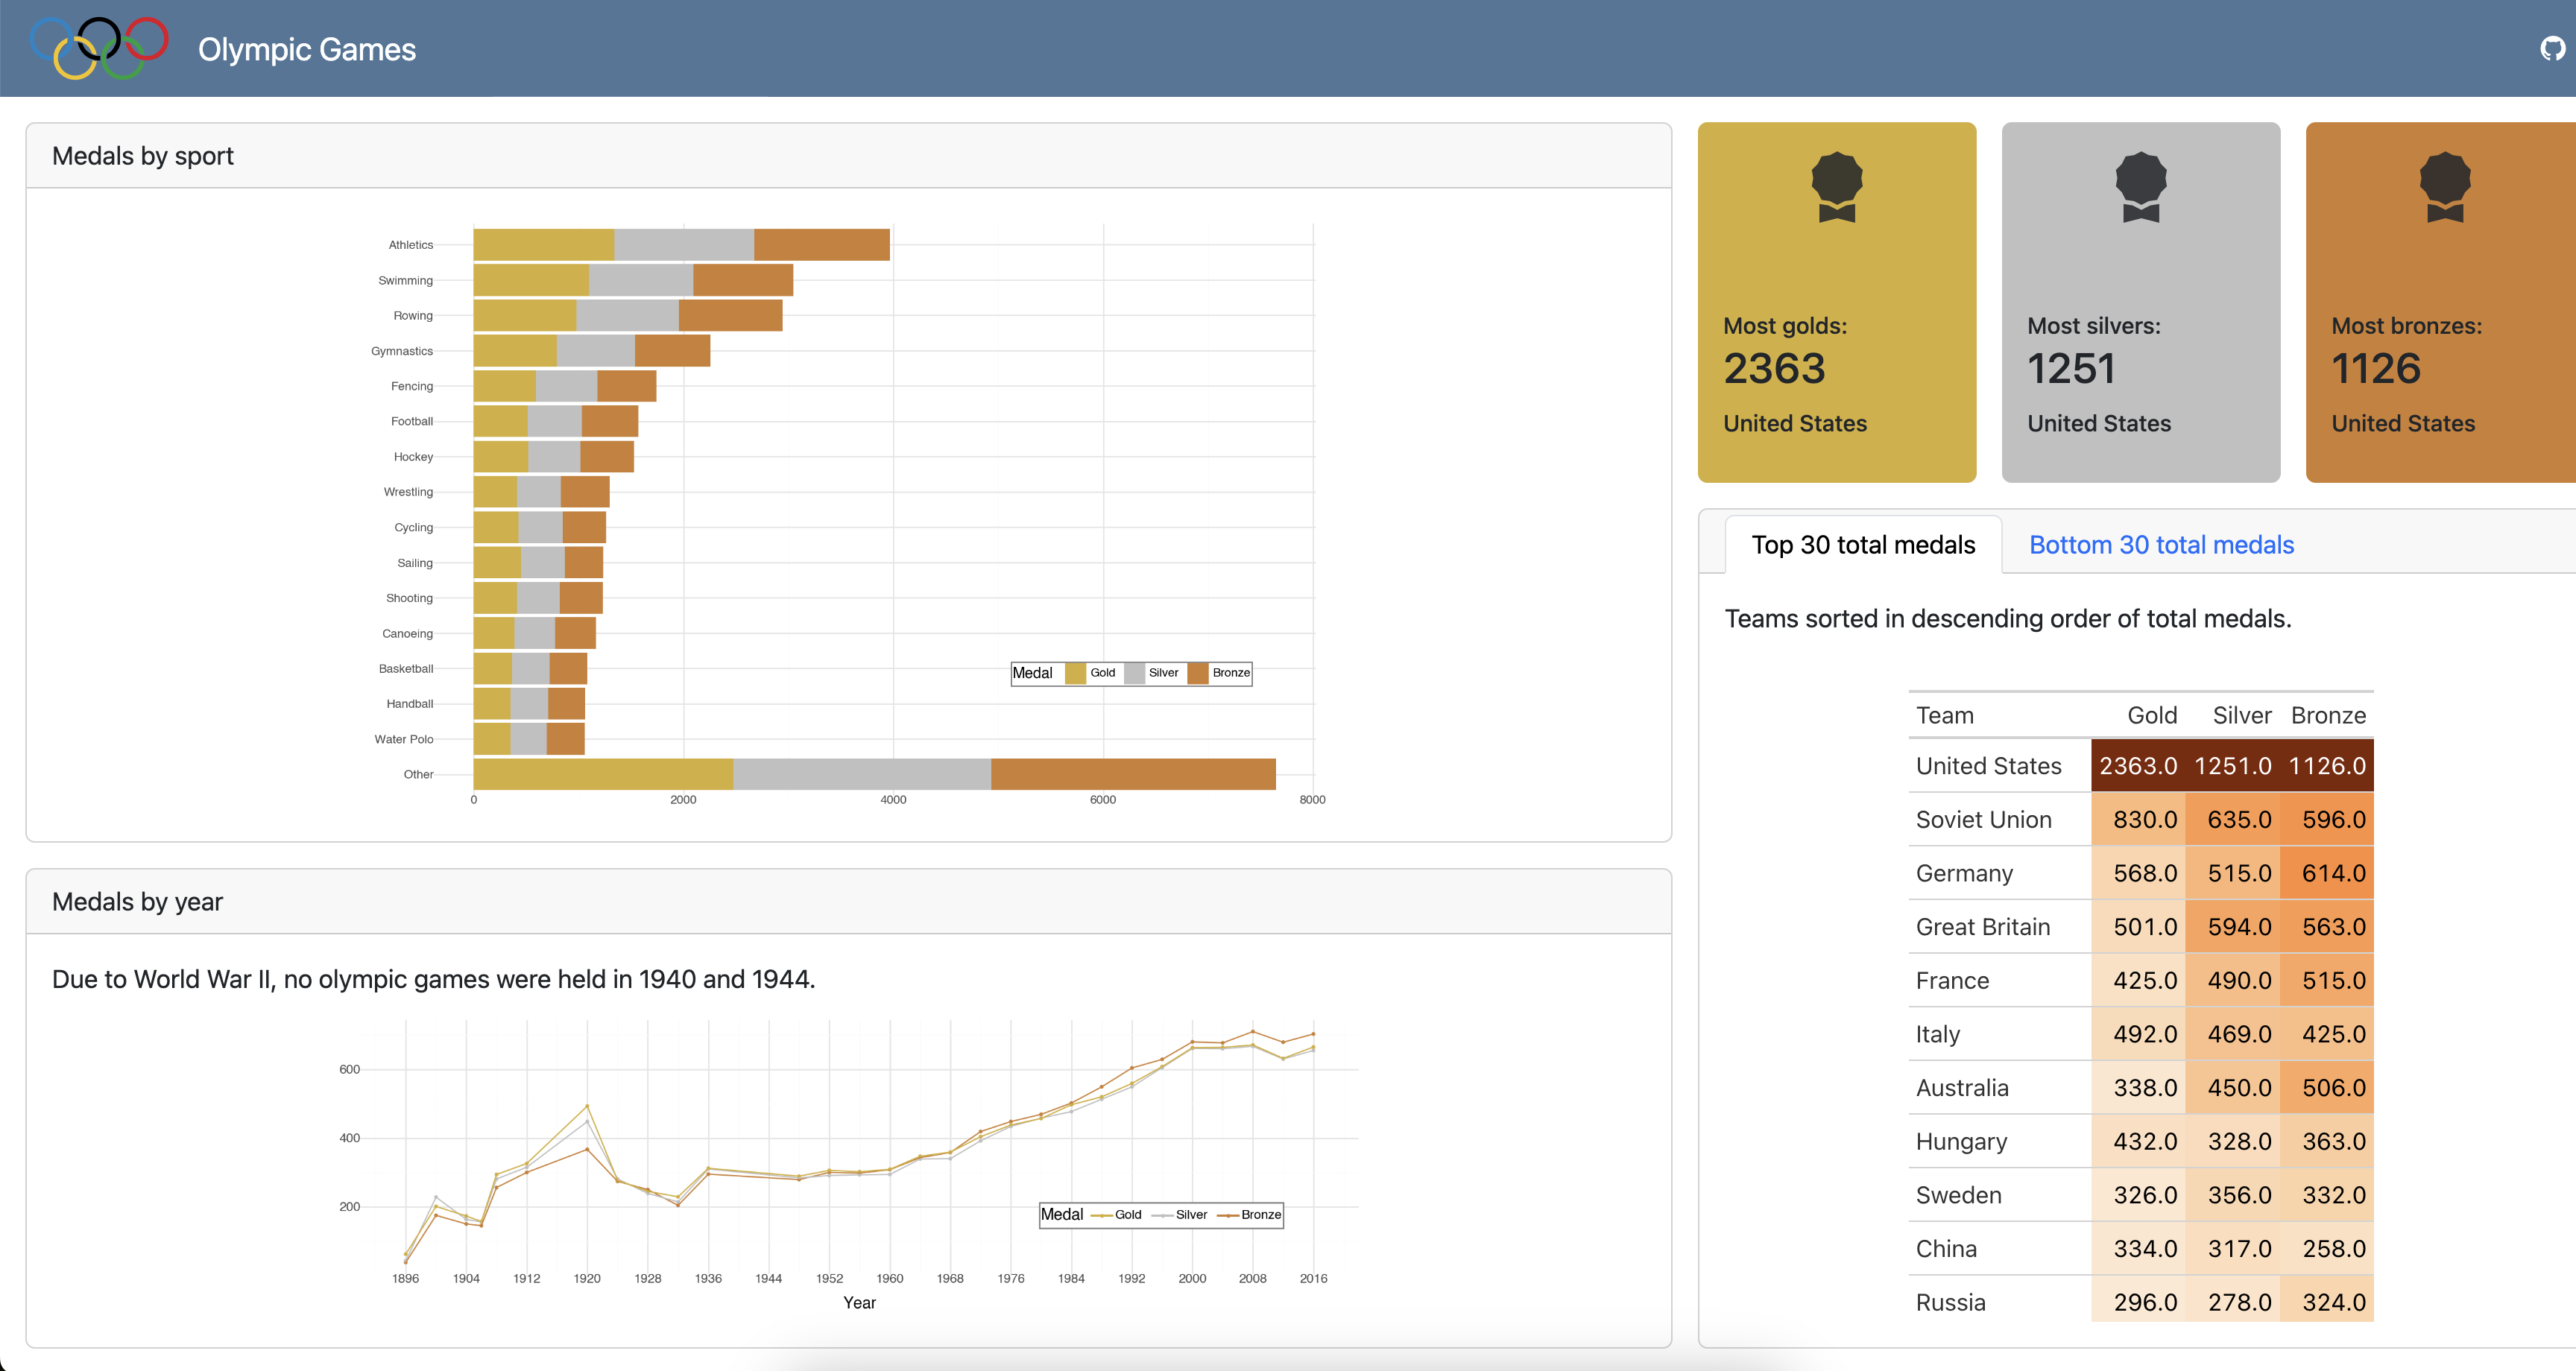 Olympic Games
Medals by sport
Athletics
Swimming
Rowing
Gymnastics
Fencing
Football
Hockey
Wrestling
Cycling
Sailing
Shooting
Canoeing
Basketball
Handball
Water Polo
Other
0 2000 4000 6000 8000
Medal Gold Silver Bronze
Medals by year
Due to World War II, no olympic games were held in 1940 and 1944.
600
400
200
Medal Gold Silver Bronze
1896 1904 1912 1920 1928 1936 1944 1952 1960 1968 1976 1984 1992 2000 2008 2016
Year
Most golds:
2363
United States
Most silvers:
1251
United States
Most bronzes:
1126
United States
Top 30 total medals Bottom 30 total medals
Teams sorted in descending order of total medals.
Team Gold Silver Bronze
United States 2363.0 1251.0 1126.0
Soviet Union 830.0 635.0 596.0
Germany 568.0 515.0 614.0
Great Britain 501.0 594.0 563.0
France 425.0 490.0 515.0
Italy 492.0 469.0 425.0
Australia 338.0 450.0 506.0
Hungary 432.0 328.0 363.0
Sweden 326.0 356.0 332.0
China 334.0 317.0 258.0
Russia 296.0 278.0 324.0